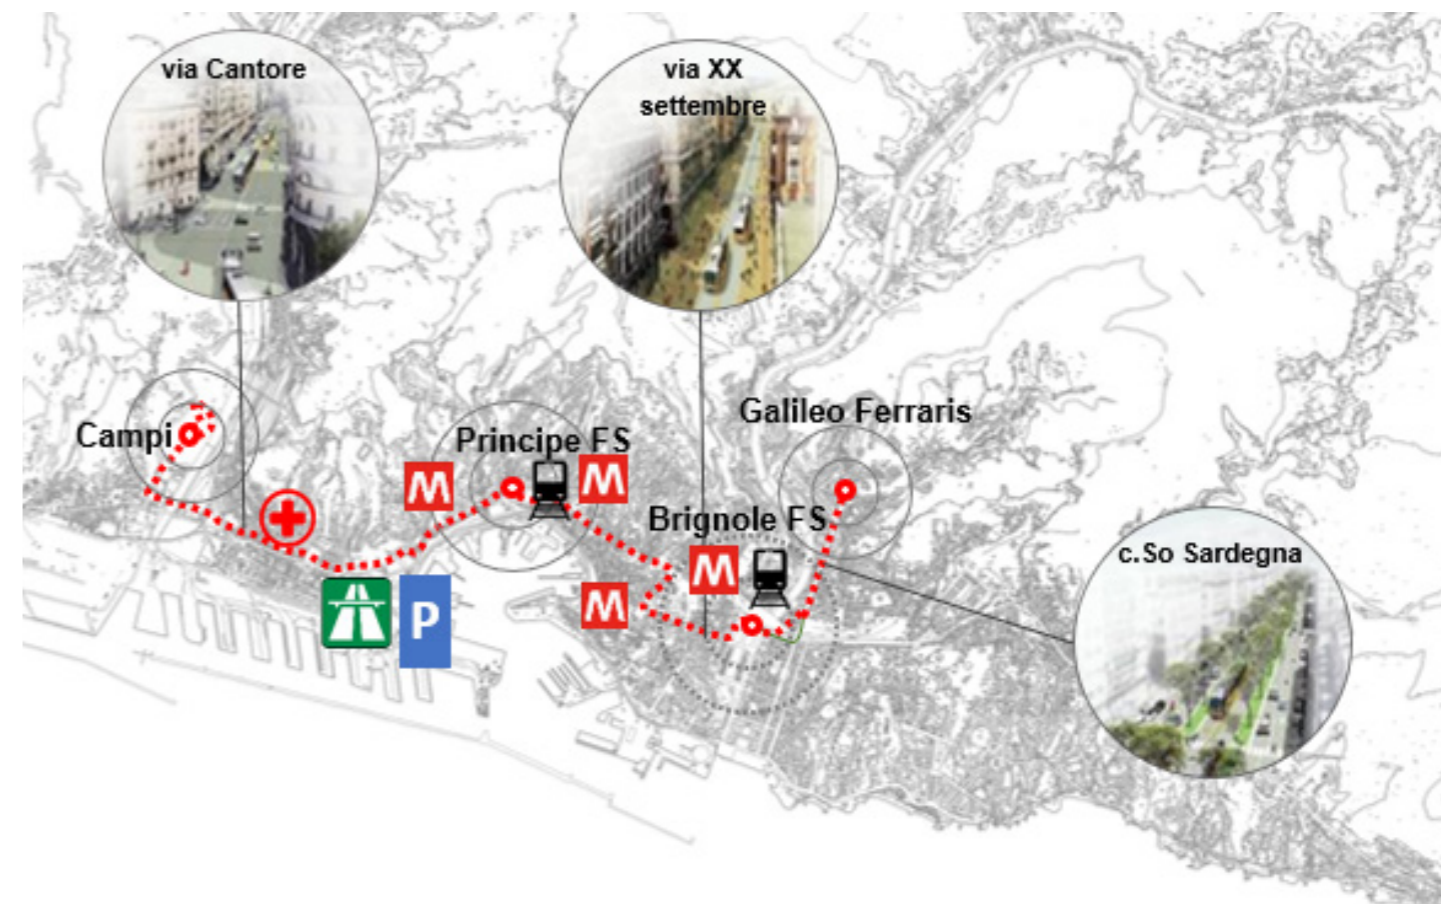 via Cantore
via XX
settembre
Galileo Ferraris
Campi
Principe FS
M
M
Brignole FS
M
M
c.So Sardegna
P